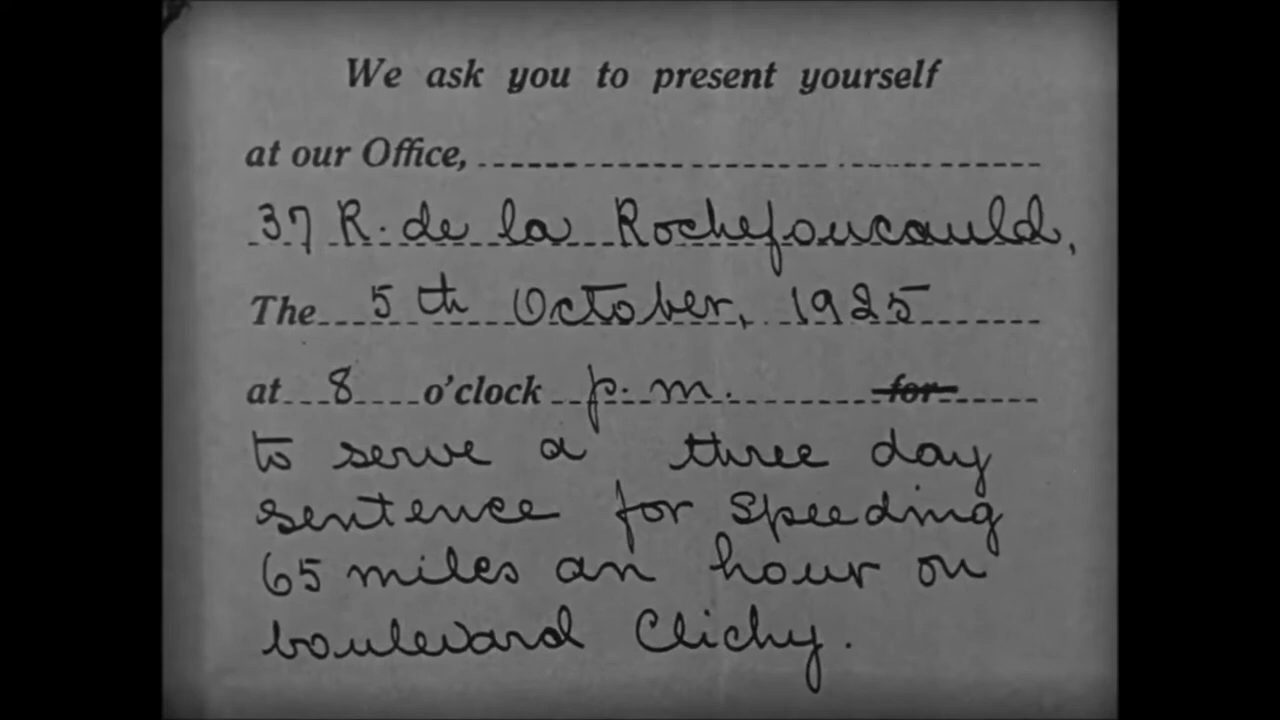 We ask you to present yourself
at our Office,
37 R. de la Rochefoucauld,
The 5th October, 1925
at 8 o'clock p.m. for
to serve a three day
sentence for speeding
65 miles an hour on
boulevard Clichy.